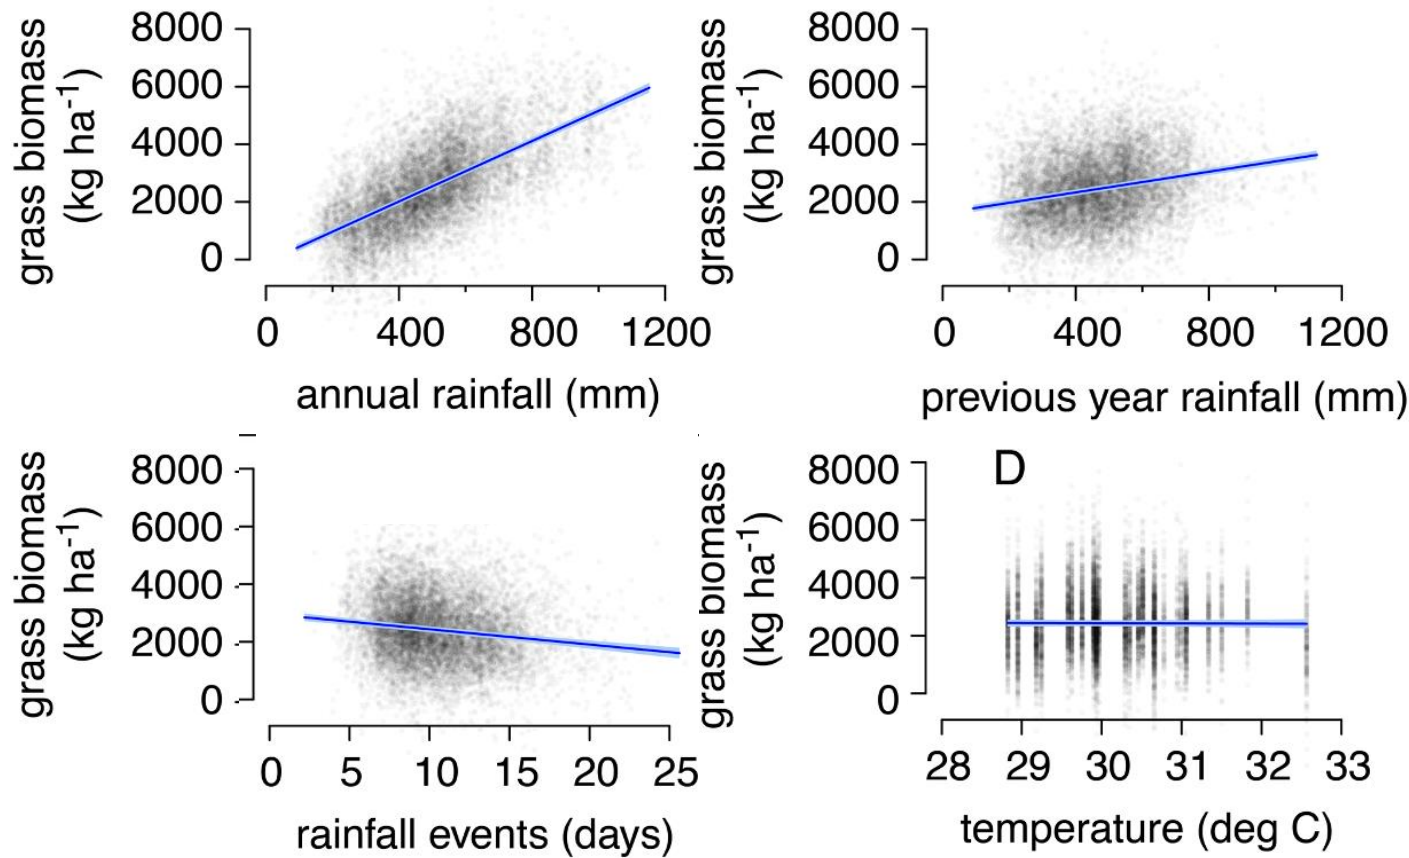 grass biomass
(kg ha-1)
8000
6000
4000
2000
0
0 400 800 1200
annual rainfall (mm)
grass biomass
(kg ha-1)
8000
6000
4000
2000
0
0 400 800 1200
previous year rainfall (mm)
grass biomass
(kg ha-1)
8000
6000
4000
2000
0
0 5 10 15 20 25
rainfall events (days)
D
grass biomass
(kg ha-1)
8000
6000
4000
2000
0
28 29 30 31 32 33
temperature (deg C)